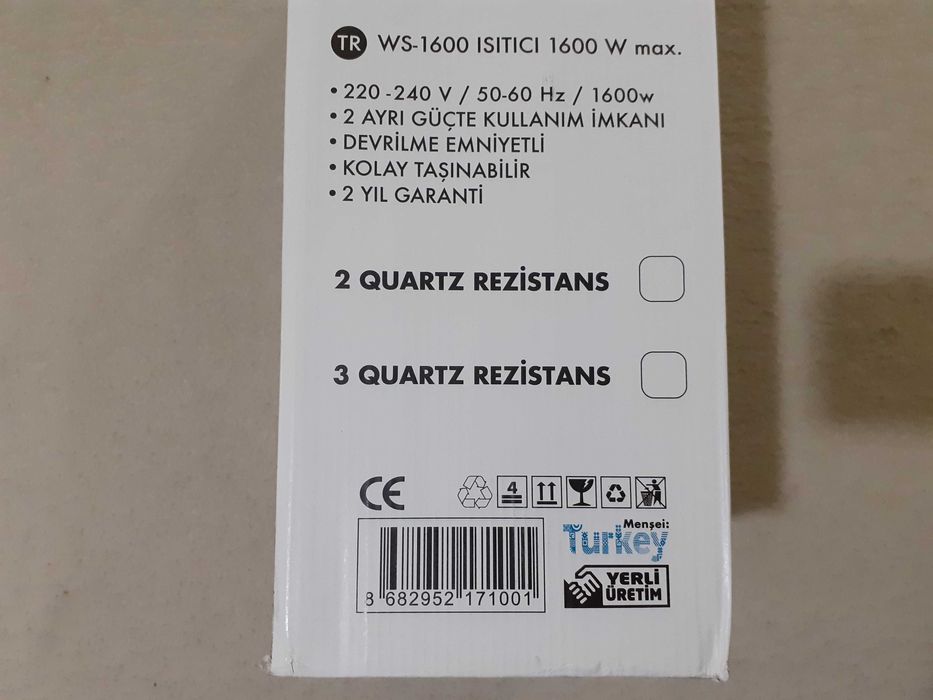 TR WS-1600 ISITICI 1600 W max.
• 220 -240 V / 50-60 Hz / 1600w
• 2 AYRI GÜÇTE KULLANIM İMKANI
• DEVRİLME EMNİYETLİ
• KOLAY TAŞINABİLİR
• 2 YIL GARANTİ
2 QUARTZ REZİSTANS
3 QUARTZ REZİSTANS
CE
4
8 682952 171001
Menşei:
Turkey
YERLİ
ÜRETİM